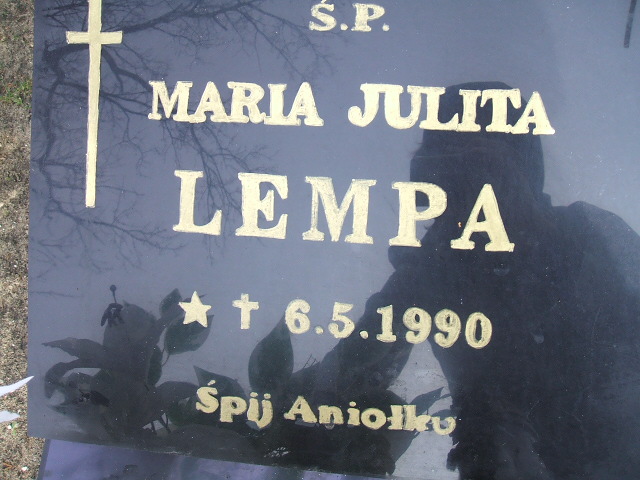 Ś.P.
MARIA JULITA
LEMPA
★ ✝ 6.5.1990
Śpij Aniołku